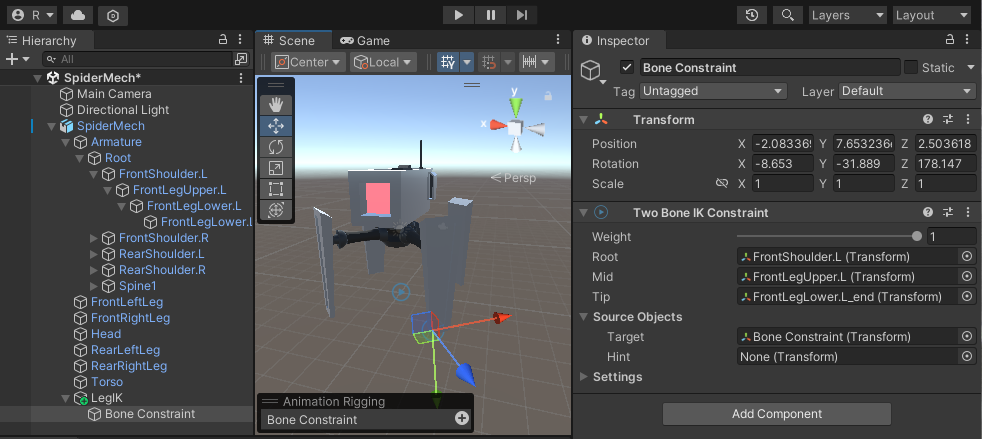 R
Layers
Layout
Hierarchy
All
SpiderMech*
Main Camera
Directional Light
SpiderMech
Armature
Root
FrontShoulder.L
FrontLegUpper.L
FrontLegLower.L
FrontLegLower.l
FrontShoulder.R
RearShoulder.L
RearShoulder.R
Spine1
FrontLeftLeg
FrontRightLeg
Head
RearLeftLeg
RearRightLeg
Torso
LegIK
Bone Constraint
Scene
Game
Center
Local
y
x
Persp
Animation Rigging
Bone Constraint
Inspector
Bone Constraint
Static
Tag Untagged Layer Default
Transform
Position X -2.08336 Y 7.65323 Z 2.503618
Rotation X -8.653 Y -31.889 Z 178.147
Scale X 1 Y 1 Z 1
Two Bone IK Constraint
Weight 1
Root FrontShoulder.L (Transform)
Mid FrontLegUpper.L (Transform)
Tip FrontLegLower.L_end (Transform)
Source Objects
Target Bone Constraint (Transform)
Hint None (Transform)
Settings
Add Component